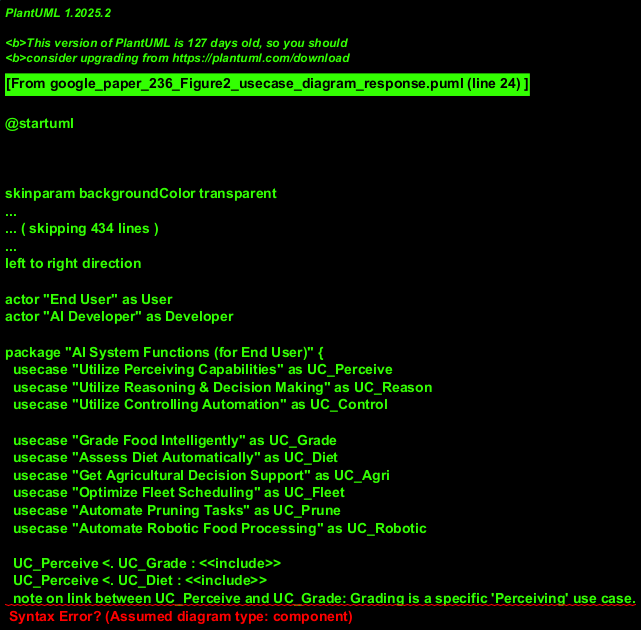 PlantUML 1.2025.2
<b>This version of PlantUML is 127 days old, so you should
<b>consider upgrading from https://plantuml.com/download
[From google_paper_236_Figure2_usecase_diagram_response.puml (line 24) ]
@startuml
skinparam backgroundColor transparent
...
... ( skipping 434 lines )
...
left to right direction
actor "End User" as User
actor "AI Developer" as Developer
package "AI System Functions (for End User)" {
usecase "Utilize Perceiving Capabilities" as UC_Perceive
usecase "Utilize Reasoning & Decision Making" as UC_Reason
usecase "Utilize Controlling Automation" as UC_Control
usecase "Grade Food Intelligently" as UC_Grade
usecase "Assess Diet Automatically" as UC_Diet
usecase "Get Agricultural Decision Support" as UC_Agri
usecase "Optimize Fleet Scheduling" as UC_Fleet
usecase "Automate Pruning Tasks" as UC_Prune
usecase "Automate Robotic Food Processing" as UC_Robotic
UC_Perceive <. UC_Grade : <<include>>
UC_Perceive <. UC_Diet : <<include>>
note on link between UC_Perceive and UC_Grade: Grading is a specific 'Perceiving' use case.
Syntax Error? (Assumed diagram type: component)